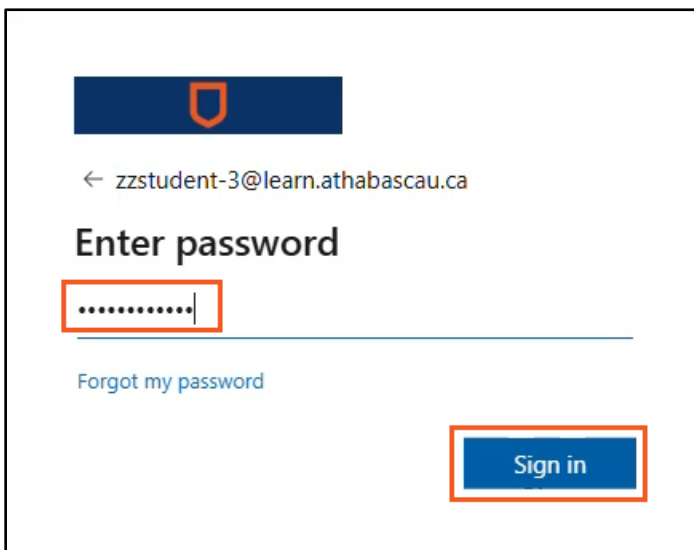 ← zzstudent-3@learn.athabascau.ca
Enter password
••••••••••••
Forgot my password
Sign in